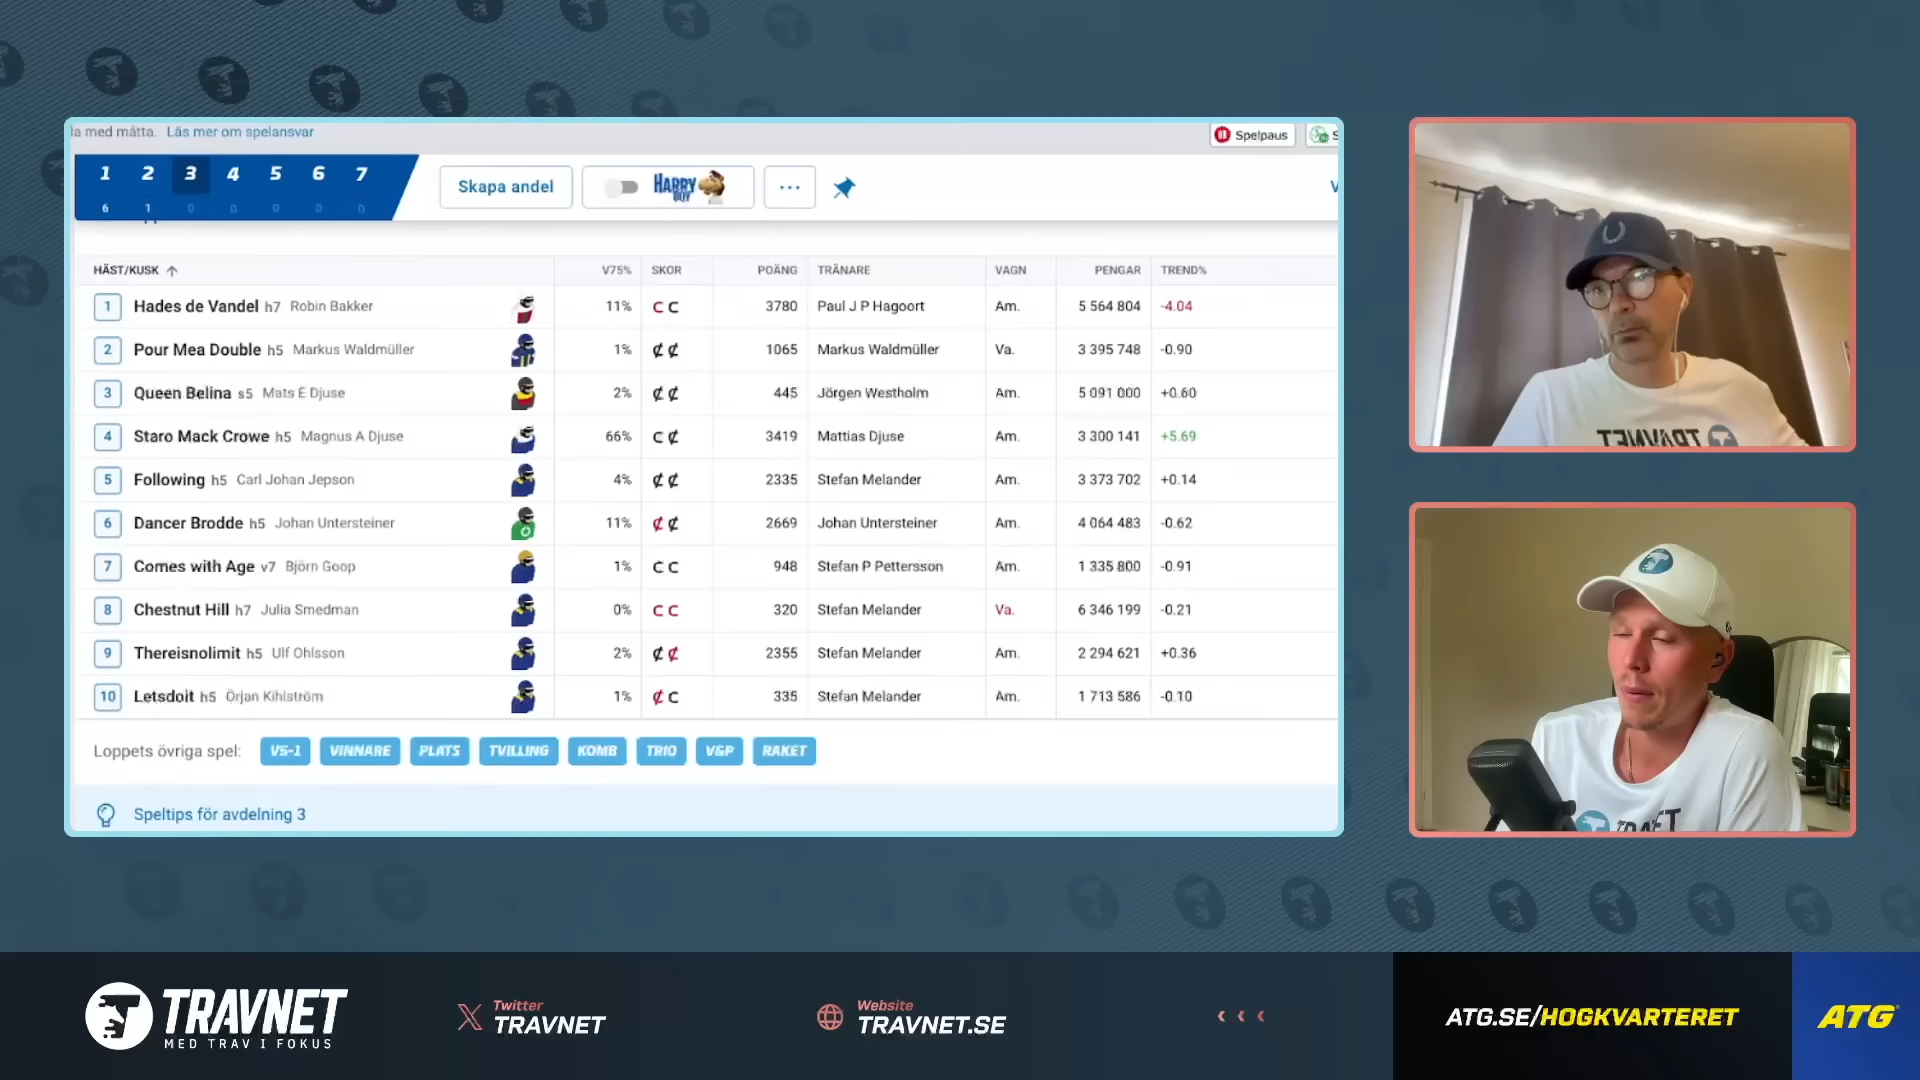 la med måtta. Läs mer om spelansvar
Spelpaus
1 2 3 4 5 6 7
6 1 0 0 0 0 0
Skapa andel
HARRY BOY
...
V
HÄST/KUSK V75% SKOR POÄNG TRÄNARE VAGN PENGAR TREND%
1 Hades de Vandel h7 Robin Bakker 11% C C 3780 Paul J P Hagoort Am. 5 564 804 -4.04
2 Pour Mea Double h5 Markus Waldmüller 1% ₵ ₵ 1065 Markus Waldmüller Va. 3 395 748 -0.90
3 Queen Belina s5 Mats E Djuse 2% ₵ ₵ 445 Jörgen Westholm Am. 5 091 000 +0.60
4 Staro Mack Crowe h5 Magnus A Djuse 66% C ₵ 3419 Mattias Djuse Am. 3 300 141 +5.69
5 Following h5 Carl Johan Jepson 4% ₵ ₵ 2335 Stefan Melander Am. 3 373 702 +0.14
6 Dancer Brodde h5 Johan Untersteiner 11% ₵ ₵ 2669 Johan Untersteiner Am. 4 064 483 -0.62
7 Comes with Age v7 Björn Goop 1% C C 948 Stefan P Pettersson Am. 1 335 800 -0.91
8 Chestnut Hill h7 Julia Smedman 0% C C 320 Stefan Melander Va. 6 346 199 -0.21
9 Thereisnolimit h5 Ulf Ohlsson 2% ₵ ₵ 2355 Stefan Melander Am. 2 294 621 +0.36
10 Letsdoit h5 Örjan Kihlström 1% ₵ C 335 Stefan Melander Am. 1 713 586 -0.10
Loppets övriga spel: V5-1 VINNARE PLATS TVILLING KOMB TRIO V&P RAKET
Speltips för avdelning 3
TRAVNET
TRAVNET
MED TRAV I FOKUS
Twitter
TRAVNET
Website
TRAVNET.SE
ATG.SE/HOGKVARTERET
ATG